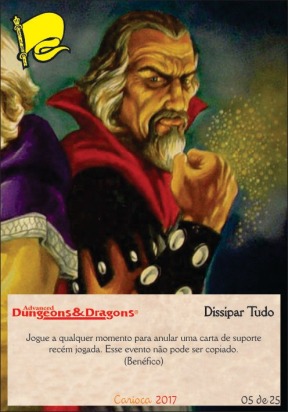 Advanced
Dungeons & Dragons®
Dissipar Tudo
Jogue a qualquer momento para anular uma carta de suporte
recém jogada. Esse evento não pode ser copiado.
(Benéfico)
Carioca 2017
05 de 25